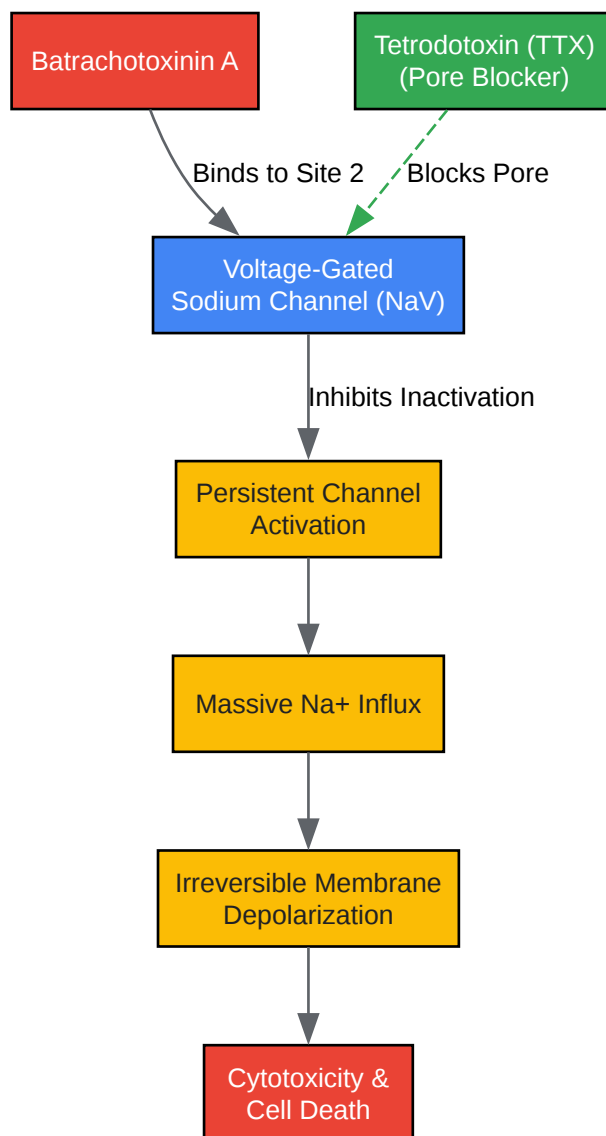 Batrachotoxinin A
Tetrodotoxin (TTX)
(Pore Blocker)
Binds to Site 2
Blocks Pore
Voltage-Gated
Sodium Channel (NaV)
Inhibits Inactivation
Persistent Channel
Activation
Massive Na+ Influx
Irreversible Membrane
Depolarization
Cytotoxicity &
Cell Death